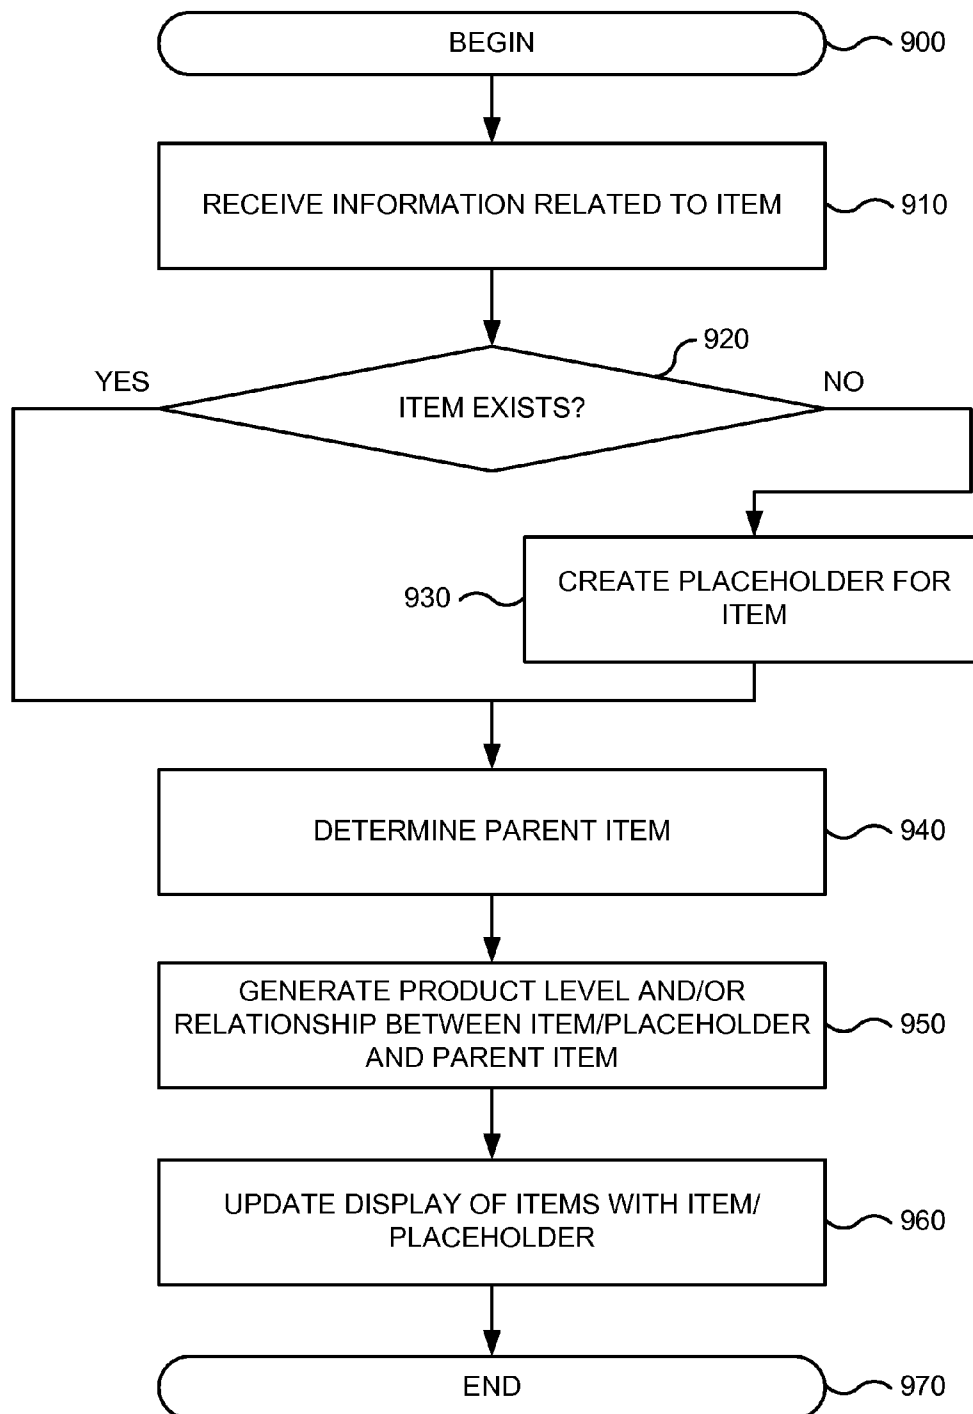 BEGIN
900
RECEIVE INFORMATION RELATED TO ITEM
910
920
YES
NO
ITEM EXISTS?
CREATE PLACEHOLDER FOR
ITEM
930
DETERMINE PARENT ITEM
940
GENERATE PRODUCT LEVEL AND/OR
RELATIONSHIP BETWEEN ITEM/PLACEHOLDER
AND PARENT ITEM
950
UPDATE DISPLAY OF ITEMS WITH ITEM/
PLACEHOLDER
960
END
970